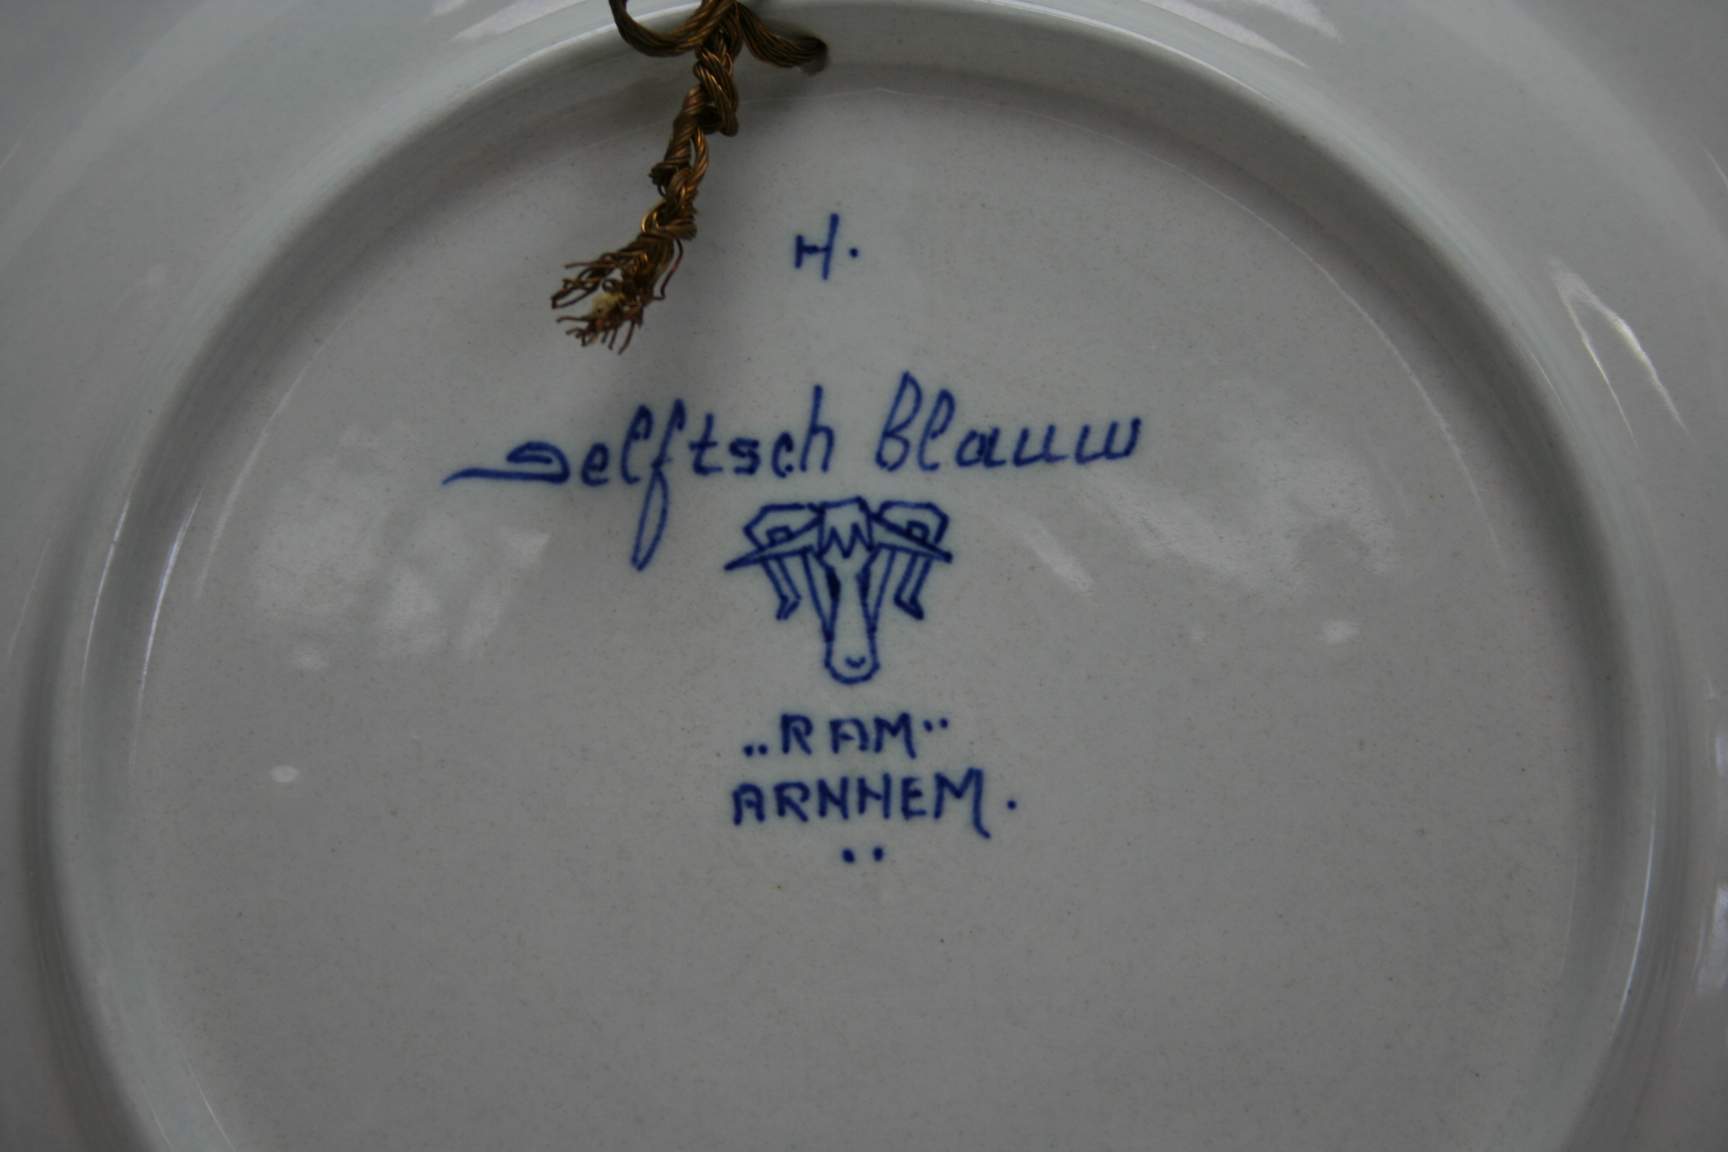 H.
Delftsch Blauw
„RAM"
ARNHEM.